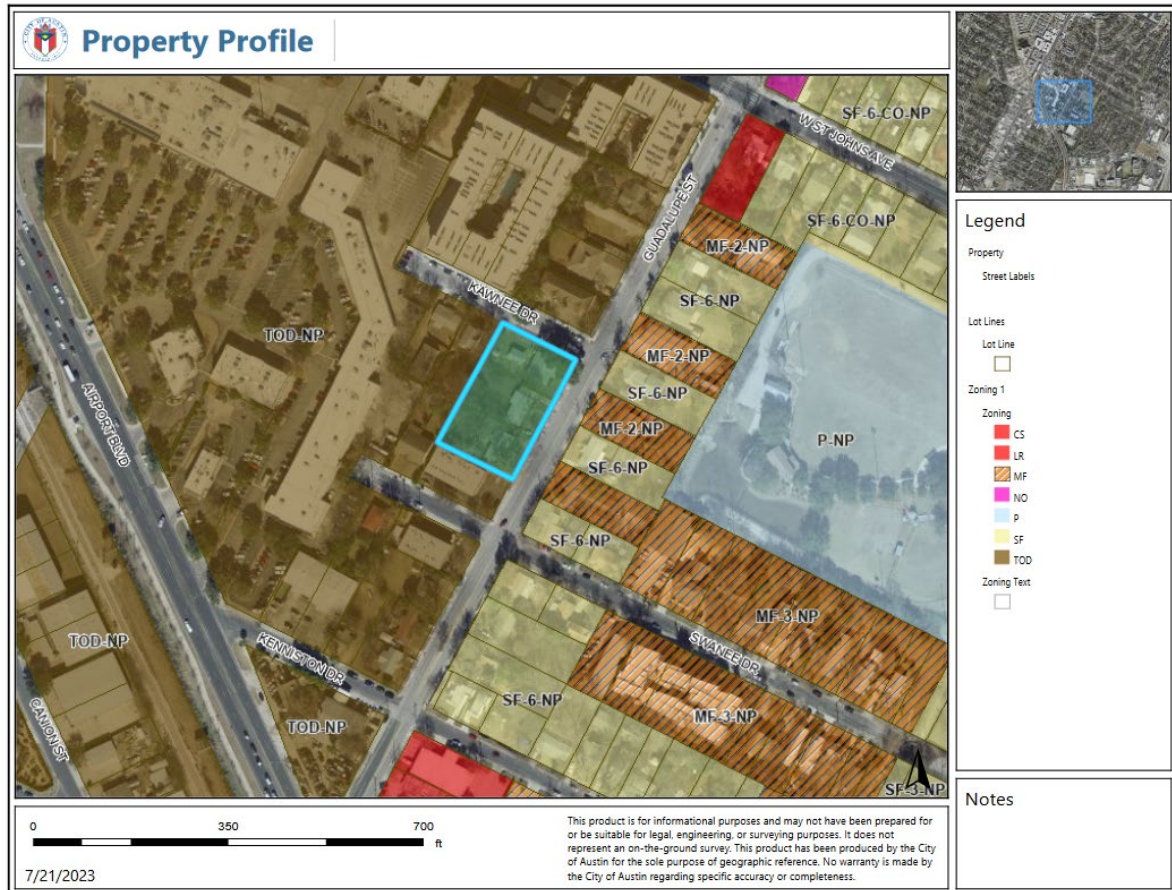 Property Profile
SF-6-CO-NP
W ST JOHNS AVE
GUADALUPE ST
SF-6-CO-NP
MF-2-NP
SF-6-NP
KAWNEE DR
TOD-NP
MF-2-NP
SF-6-NP
AIRPORT BLVD
MF-2-NP
P-NP
SF-6-NP
SF-6-NP
MF-3-NP
TOD-NP
KENNISTON DR
SWANEE DR
SF-6-NP
MF-3-NP
CANION ST
TOD-NP
SF-3-NP
Legend
Property
Street Labels
Lot Lines
Lot Line
Zoning 1
Zoning
CS
LR
MF
NO
P
SF
TOD
Zoning Text
Notes
0 350 700
ft
7/21/2023
This product is for informational purposes and may not have been prepared for
or be suitable for legal, engineering, or surveying purposes. It does not
represent an on-the-ground survey. This product has been produced by the City
of Austin for the sole purpose of geographic reference. No warranty is made by
the City of Austin regarding specific accuracy or completeness.